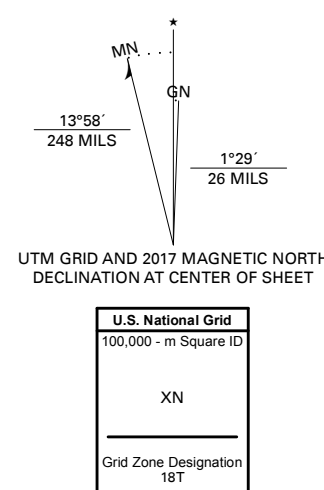 ★
MN
GN
13°58´
248 MILS
1°29´
26 MILS
UTM GRID AND 2017 MAGNETIC NORTH
DECLINATION AT CENTER OF SHEET
U.S. National Grid
100,000 - m Square ID
XN
Grid Zone Designation
18T